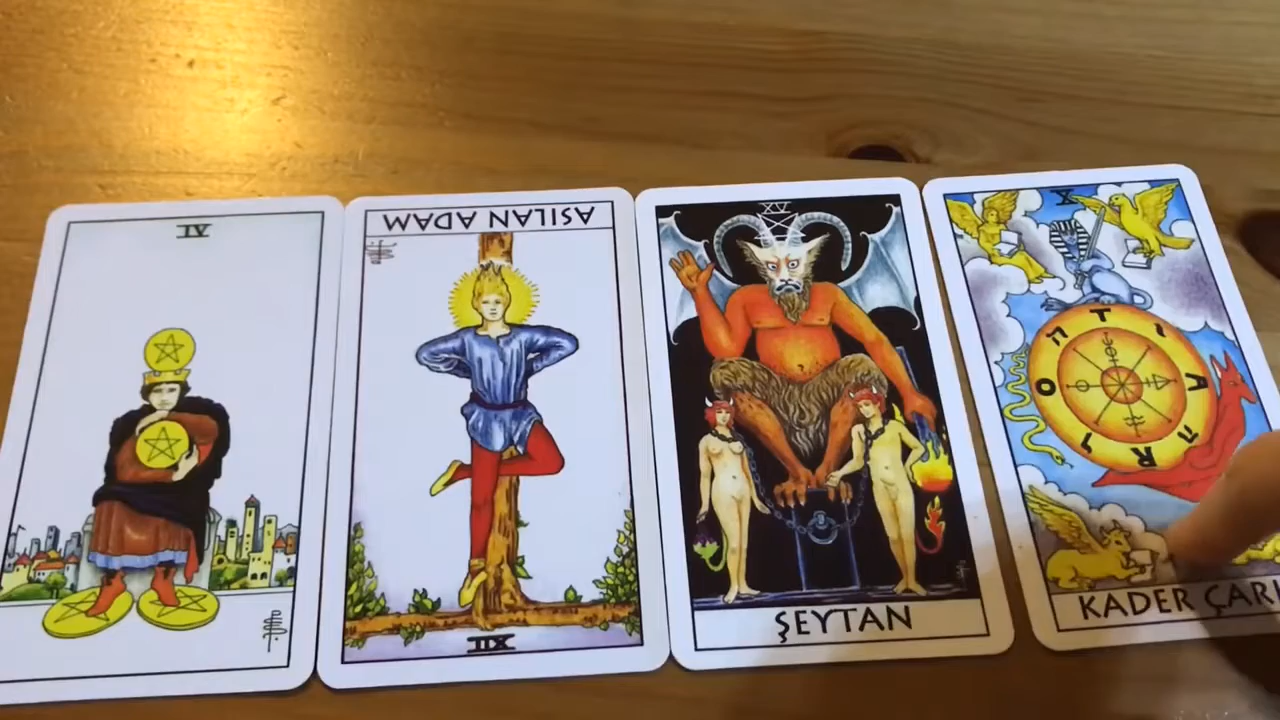 IV
ASILAN ADAM
XII
XV
ŞEYTAN
X
T A R O
KADER